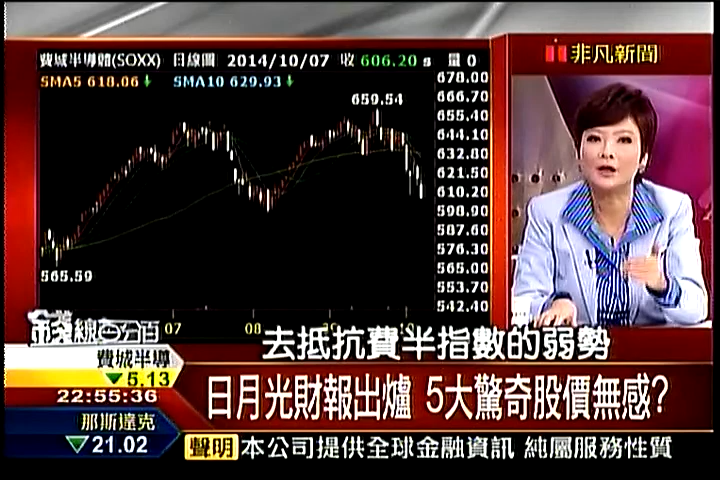 費城半導體(SOXX) 日線圖 2014/10/07 收 606.20 s 量 0
SMA5 618.06↓ SMA10 629.93↓
非凡新聞
659.54
565.59
678.00
666.70
655.40
644.10
632.80
621.50
610.20
598.90
587.60
576.30
565.00
553.70
542.40
07 08 10
線百分百
去抵抗費半指數的弱勢
費城半導
▼5.13
22:55:36
日月光財報出爐 5大驚奇股價無感?
那斯達克
▽21.02
聲明 本公司提供全球金融資訊 純屬服務性質